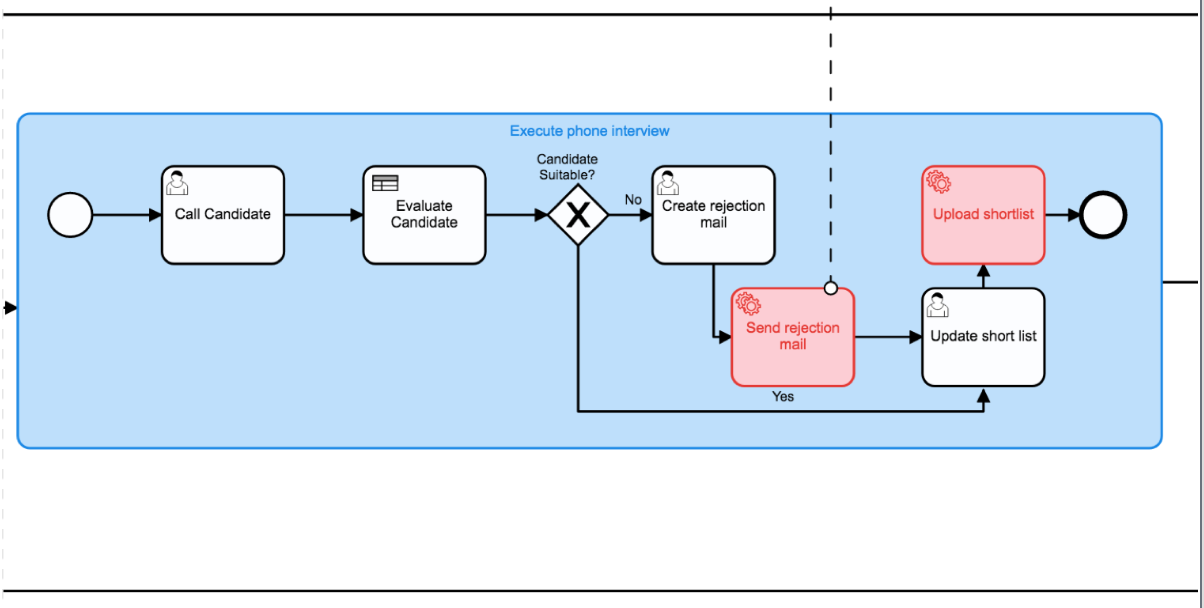 Execute phone interview
Call Candidate
Evaluate
Candidate
Candidate
Suitable?
No
Create rejection
mail
Send rejection
mail
Yes
Update short list
Upload shortlist